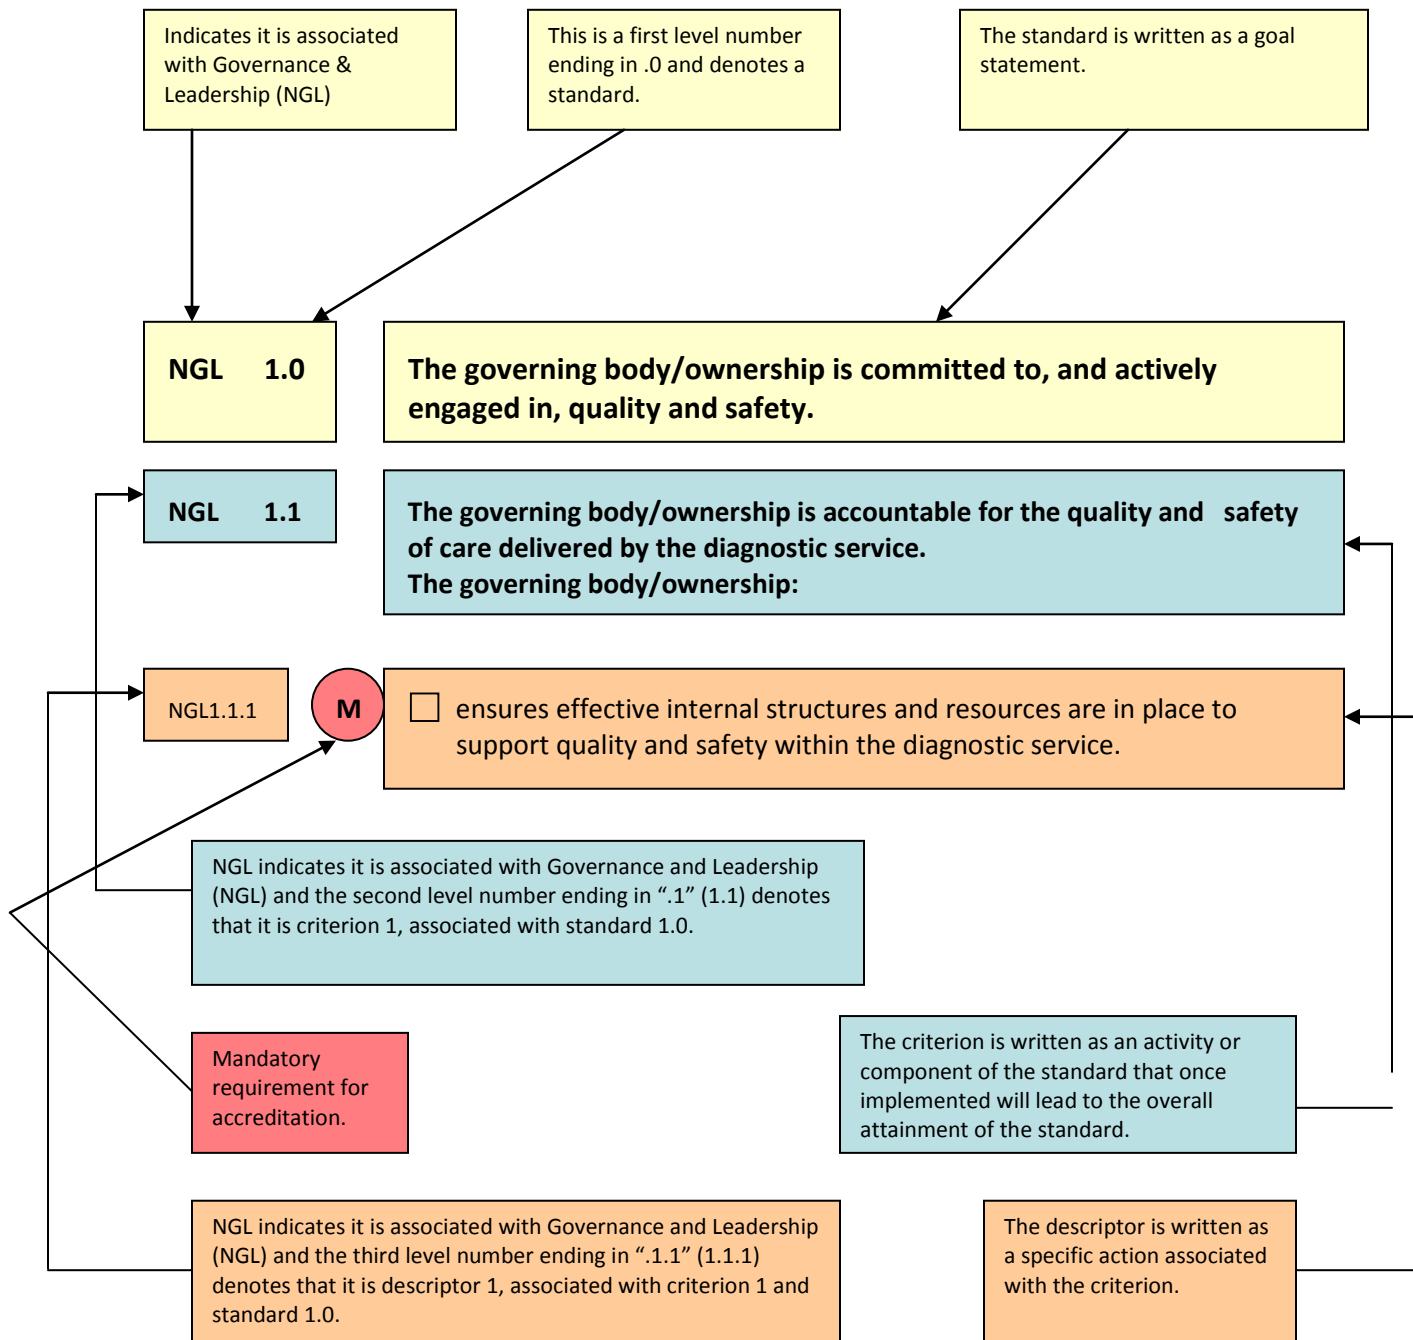 Indicates it is associated
with Governance &
Leadership (NGL)
This is a first level number
ending in .0 and denotes a
standard.
The standard is written as a goal
statement.
NGL 1.0
The governing body/ownership is committed to, and actively
engaged in, quality and safety.
NGL 1.1
The governing body/ownership is accountable for the quality and safety
of care delivered by the diagnostic service.
The governing body/ownership:
NGL1.1.1
M
ensures effective internal structures and resources are in place to
support quality and safety within the diagnostic service.
NGL indicates it is associated with Governance and Leadership
(NGL) and the second level number ending in “.1” (1.1) denotes
that it is criterion 1, associated with standard 1.0.
Mandatory
requirement for
accreditation.
The criterion is written as an activity or
component of the standard that once
implemented will lead to the overall
attainment of the standard.
NGL indicates it is associated with Governance and Leadership
(NGL) and the third level number ending in “.1.1” (1.1.1)
denotes that it is descriptor 1, associated with criterion 1 and
standard 1.0.
The descriptor is written as
a specific action associated
with the criterion.